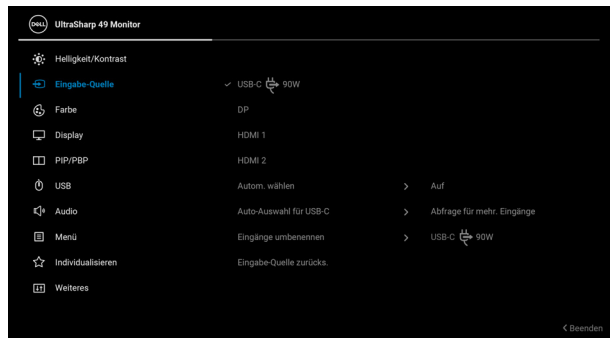 DELL UltraSharp 49 Monitor
Helligkeit/Kontrast
Eingabe-Quelle USB-C 90W
Farbe DP
Display HDMI 1
PIP/PBP HDMI 2
USB Autom. wählen > Auf
Audio Auto-Auswahl für USB-C > Abfrage für mehr. Eingänge
Menü Eingänge umbenennen > USB-C 90W
Individualisieren Eingabe-Quelle zurücks.
Weiteres
Beenden